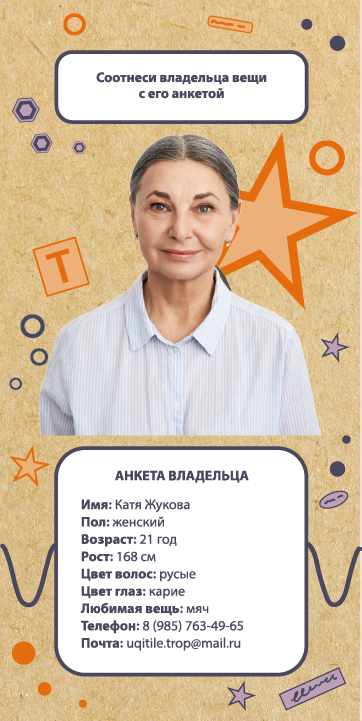 Соотнеси владельца вещи
с его анкетой
Т
АНКЕТА ВЛАДЕЛЬЦА
Имя: Катя Жукова
Пол: женский
Возраст: 21 год
Рост: 168 см
Цвет волос: русые
Цвет глаз: карие
Любимая вещь: мяч
Телефон: 8 (985) 763-49-65
Почта: uqitile.trop@mail.ru